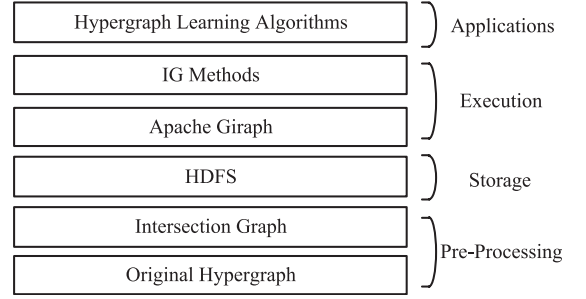 Hypergraph Learning Algorithms
Applications
IG Methods
Execution
Apache Giraph
HDFS
Storage
Intersection Graph
Pre-Processing
Original Hypergraph